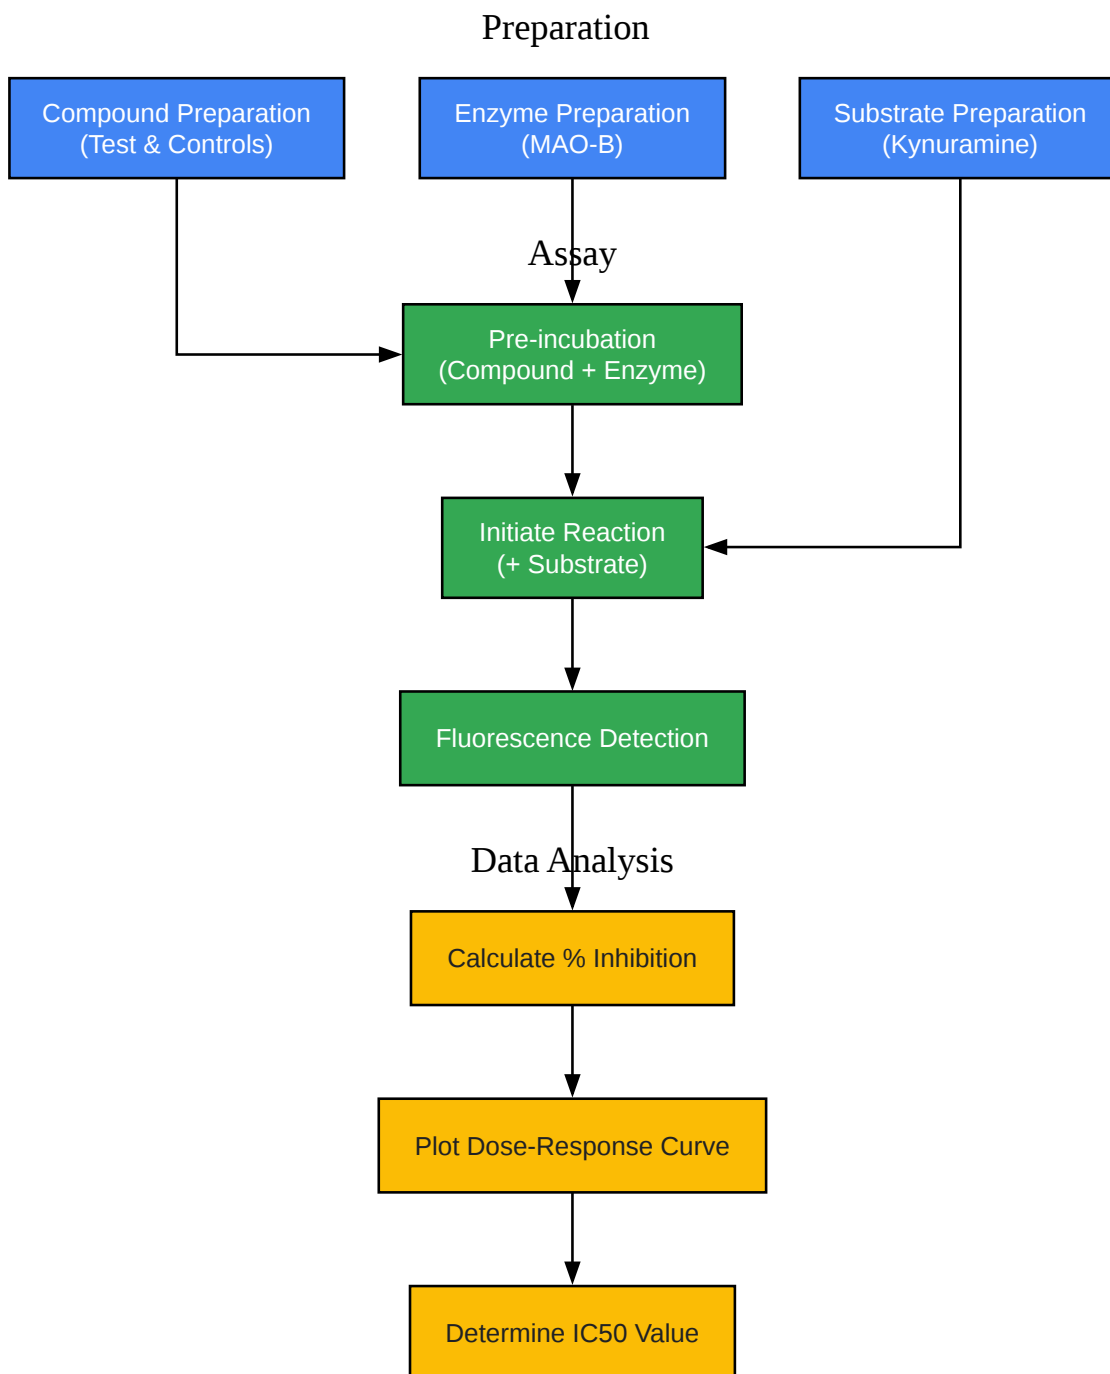 Preparation
Compound Preparation
(Test & Controls)
Enzyme Preparation
(MAO-B)
Substrate Preparation
(Kynuramine)
Assay
Pre-incubation
(Compound + Enzyme)
Initiate Reaction
(+ Substrate)
Fluorescence Detection
Data Analysis
Calculate % Inhibition
Plot Dose-Response Curve
Determine IC50 Value